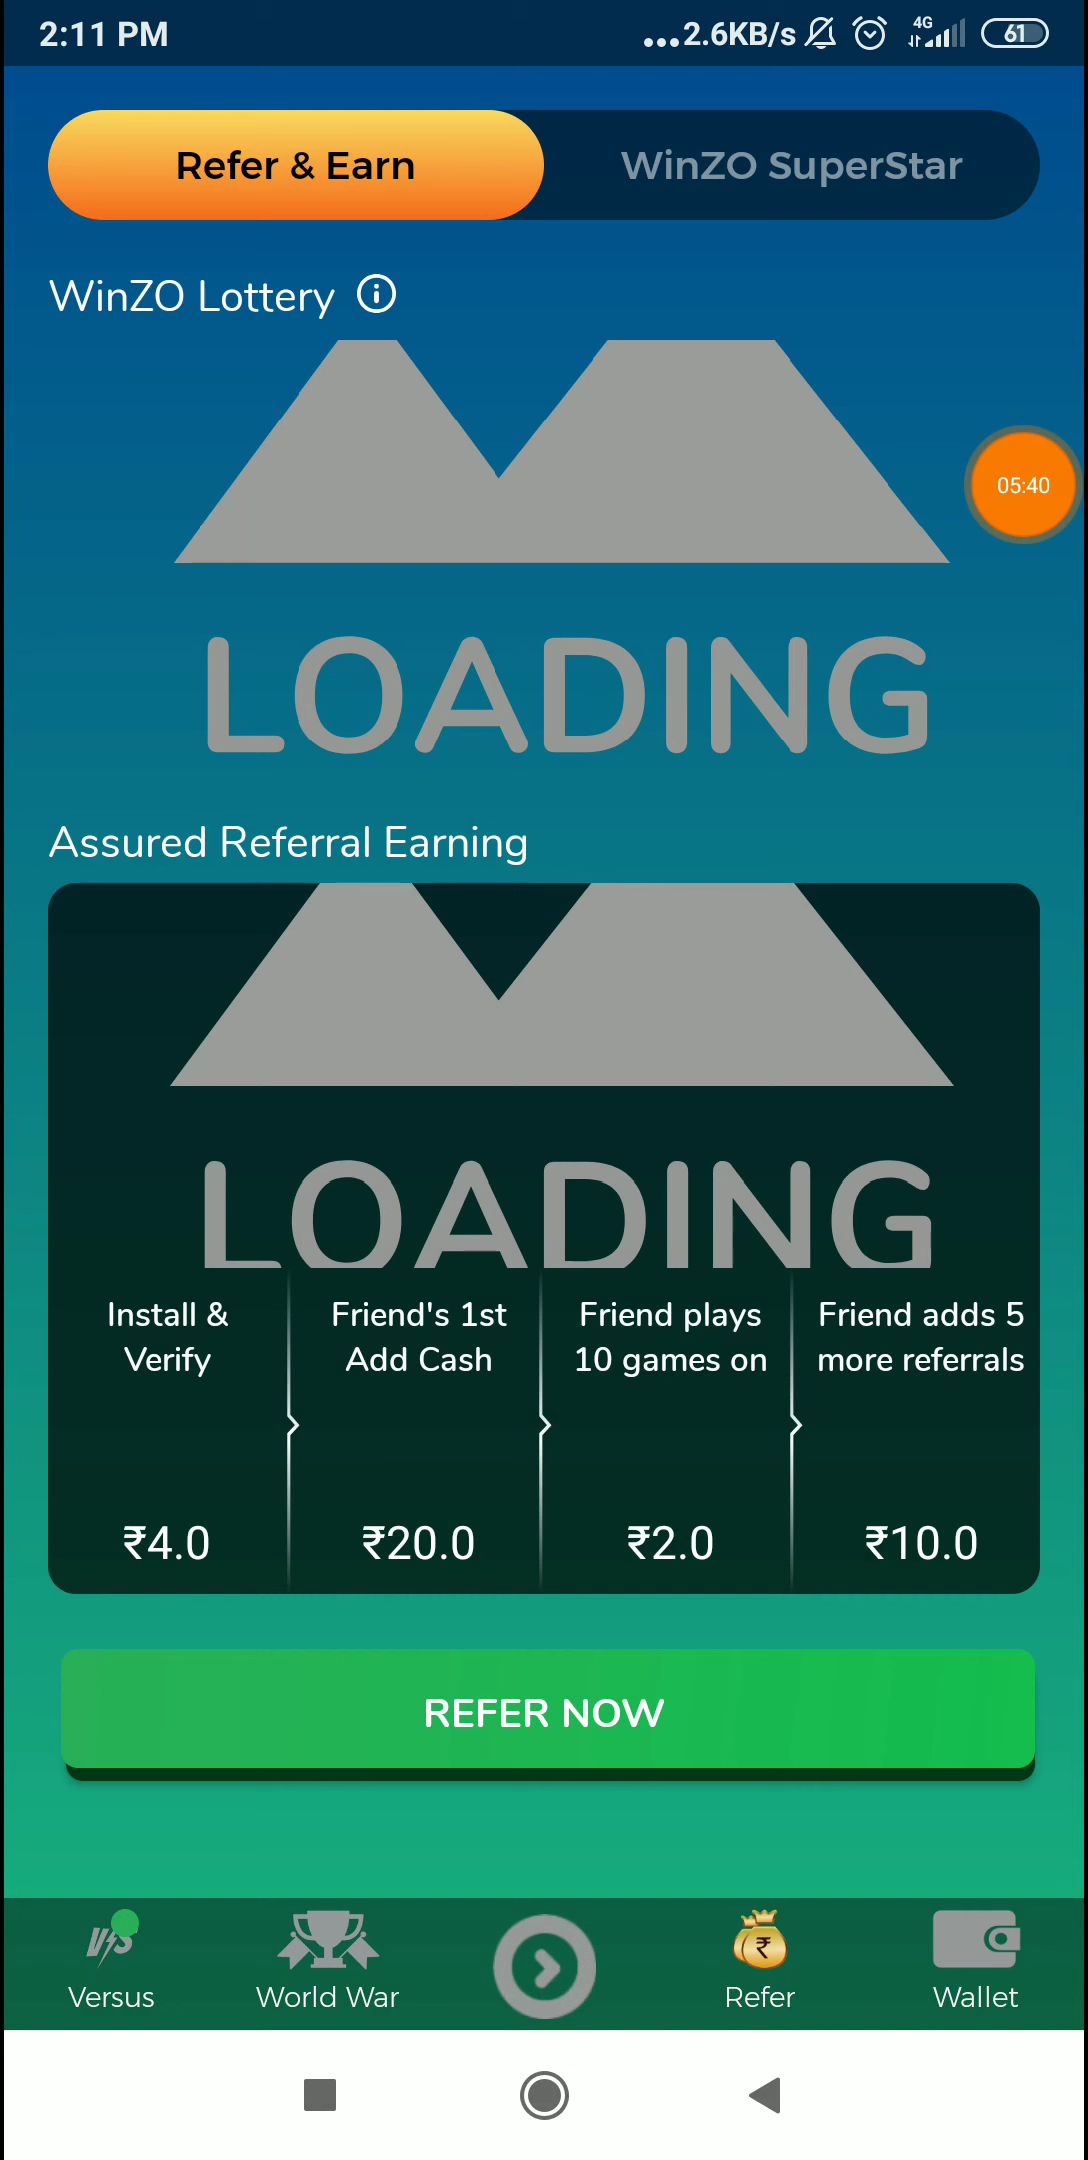 2:11 PM
...2.6KB/s
4G
61
Refer & Earn
WinZO SuperStar
WinZO Lottery
05:40
LOADING
Assured Referral Earning
LOADING
Install &
Verify
Friend's 1st
Add Cash
Friend plays
10 games on
Friend adds 5
more referrals
₹4.0
₹20.0
₹2.0
₹10.0
REFER NOW
VS
₹
Versus
World War
Refer
Wallet